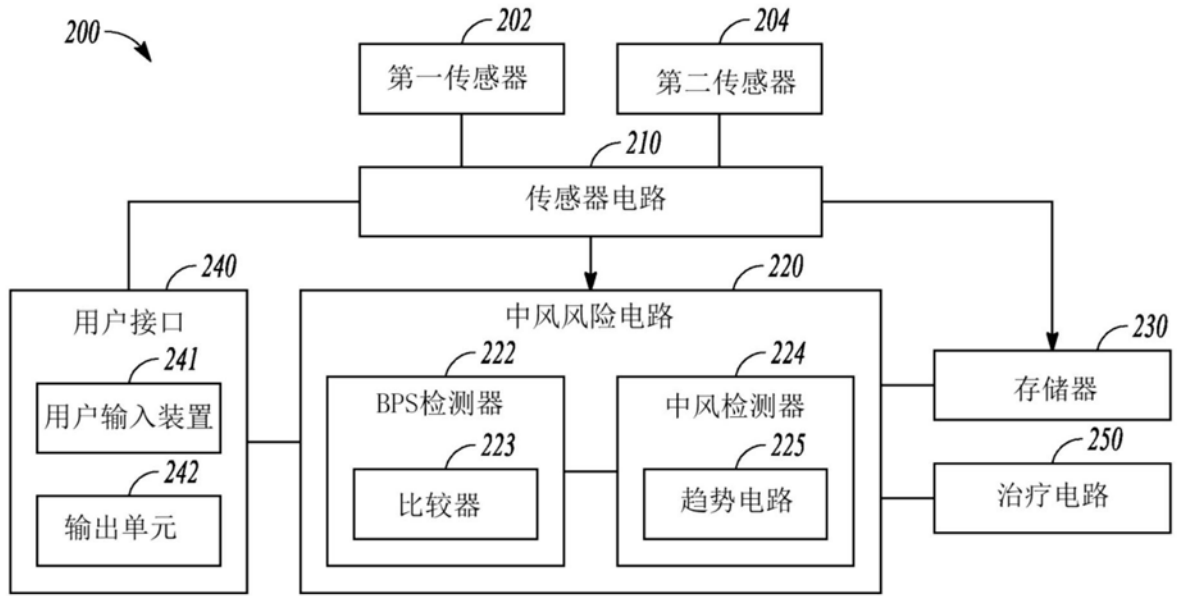 200
202
204
第一传感器
第二传感器
210
传感器电路
240
220
用户接口
中风风险电路
230
241
222
224
存储器
用户输入装置
BPS检测器
中风检测器
242
223
225
250
输出单元
比较器
趋势电路
治疗电路